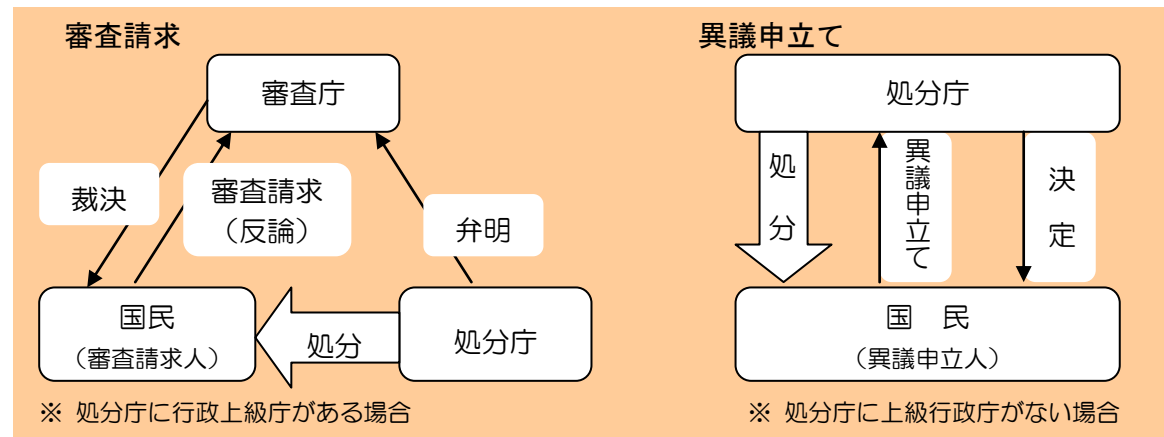 審査請求
審査庁
裁決
審査請求
（反論）
弁明
国民
（審査請求人）
処分
処分庁
※ 処分庁に行政上級庁がある場合
異議申立て
処分庁
処分
異議申立て
決定
国　民
（異議申立人）
※ 処分庁に上級行政庁がない場合